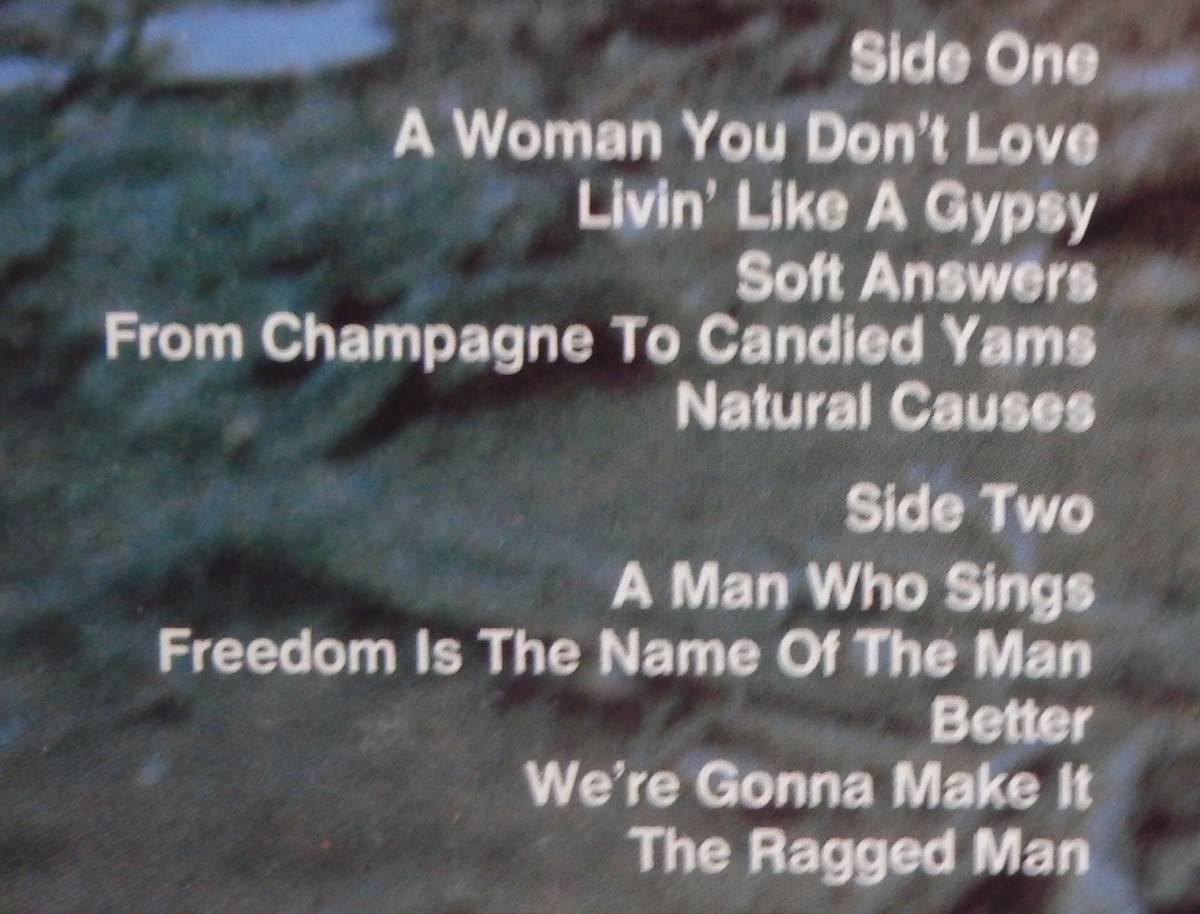 Side One
A Woman You Don't Love
Livin' Like A Gypsy
Soft Answers
From Champagne To Candied Yams
Natural Causes
Side Two
A Man Who Sings
Freedom Is The Name Of The Man
Better
We're Gonna Make It
The Ragged Man